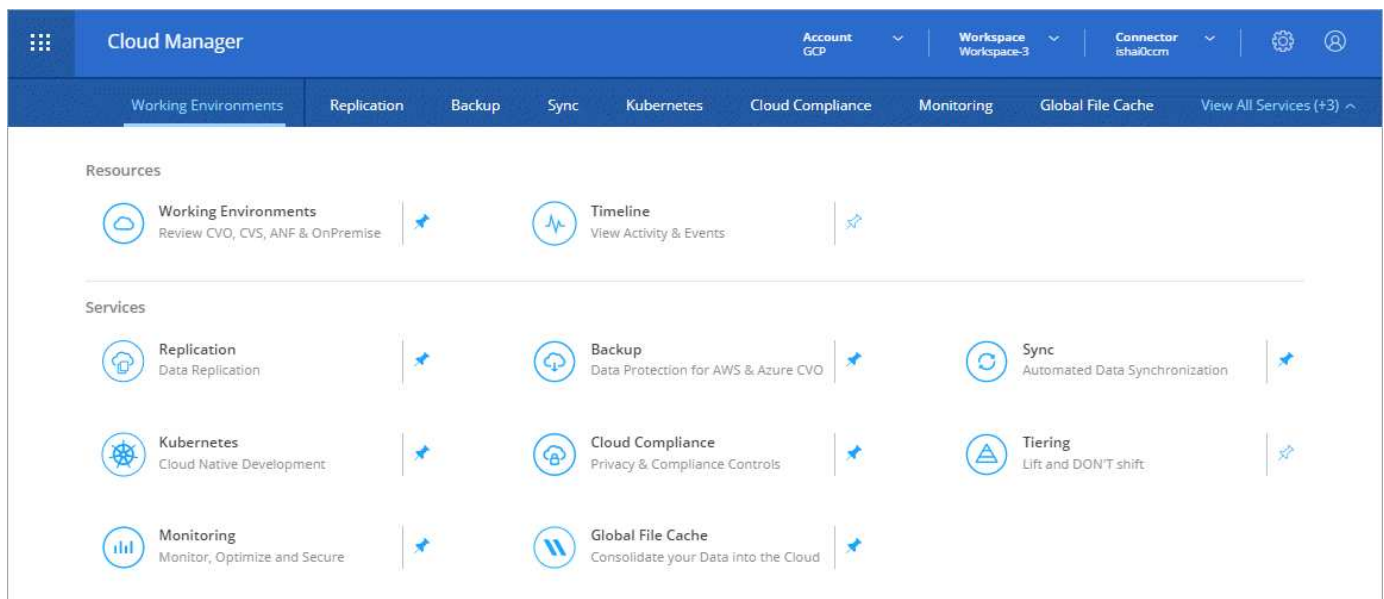 Cloud Manager
Account
GCP
Workspace
Workspace-3
Connector
ishai0ccm
Working Environments
Replication
Backup
Sync
Kubernetes
Cloud Compliance
Monitoring
Global File Cache
View All Services (+3)
Resources
Working Environments
Review CVO, CVS, ANF & OnPremise
Timeline
View Activity & Events
Services
Replication
Data Replication
Backup
Data Protection for AWS & Azure CVO
Sync
Automated Data Synchronization
Kubernetes
Cloud Native Development
Cloud Compliance
Privacy & Compliance Controls
Tiering
Lift and DON'T shift
Monitoring
Monitor, Optimize and Secure
Global File Cache
Consolidate your Data into the Cloud